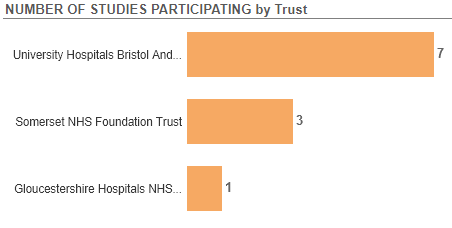 NUMBER OF STUDIES PARTICIPATING by Trust
University Hospitals Bristol And... 7
Somerset NHS Foundation Trust 3
Gloucestershire Hospitals NHS... 1